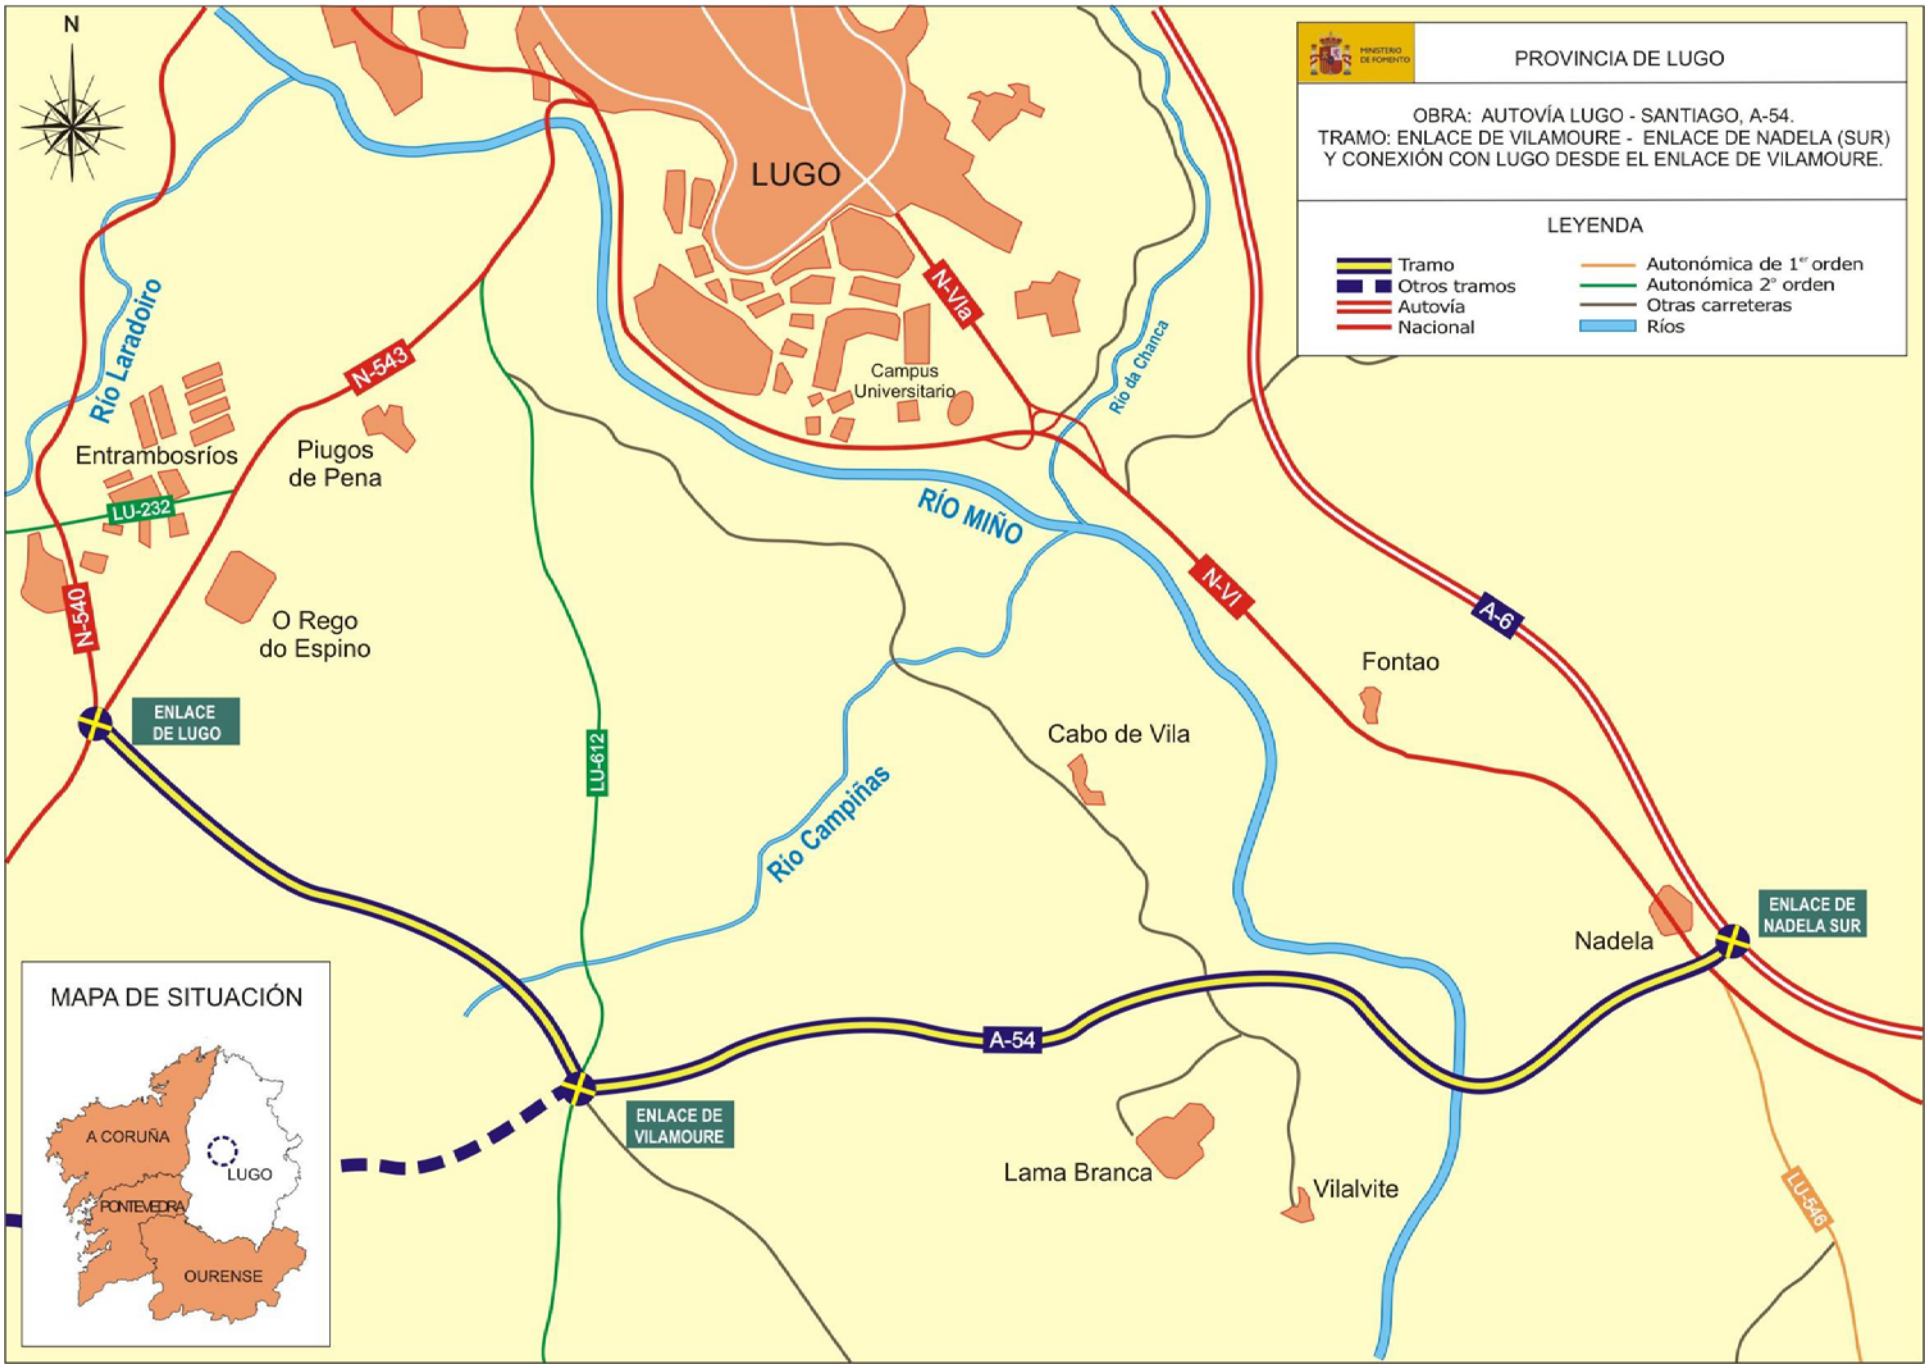 N
MINISTERIO
DE FOMENTO
PROVINCIA DE LUGO
OBRA: AUTOVÍA LUGO - SANTIAGO, A-54.
TRAMO: ENLACE DE VILAMOURE - ENLACE DE NADELA (SUR)
Y CONEXIÓN CON LUGO DESDE EL ENLACE DE VILAMOURE.
LEYENDA
Tramo
Otros tramos
Autovía
Nacional
Autonómica de 1er orden
Autonómica 2º orden
Otras carreteras
Ríos
LUGO
N-VIa
Río Laradoiro
Río da Chanca
N-543
Campus
Universitario
Entrambosríos
Piugos
de Pena
LU-232
RÍO MIÑO
N-540
O Rego
do Espino
N-VI
A-6
Fontao
ENLACE
DE LUGO
LU-612
Cabo de Vila
Río Campiñas
Nadela
ENLACE DE
NADELA SUR
A-54
ENLACE DE
VILAMOURE
Lama Branca
Vilalvite
LU-546
MAPA DE SITUACIÓN
A CORUÑA
LUGO
PONTEVEDRA
OURENSE